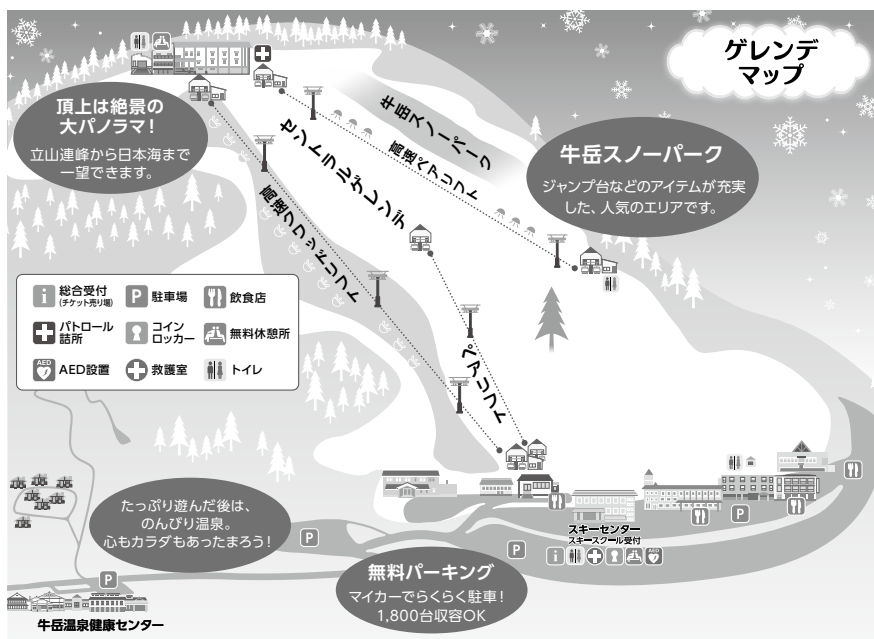 ゲレンデ
マップ
頂上は絶景の
大パノラマ！
立山連峰から日本海まで
一望できます。
牛岳スノーパーク
高速ペアリフト
セントラルゲレンデ
高速クワッドリフト
ペアリフト
牛岳スノーパーク
ジャンプ台などのアイテムが充実
した、人気のエリアです。
i 総合受付
(チケット売り場)
P 駐車場
飲食店
パトロール
詰所
コイン
ロッカー
無料休憩所
AED AED設置
救護室
トイレ
たっぷり遊んだ後は、
のんびり温泉。
心もカラダもあったまろう！
P
P
P
P
スキーセンター
スキースクール受付
i
AED
無料パーキング
マイカーでらくらく駐車！
1,800台収容OK
牛岳温泉健康センター